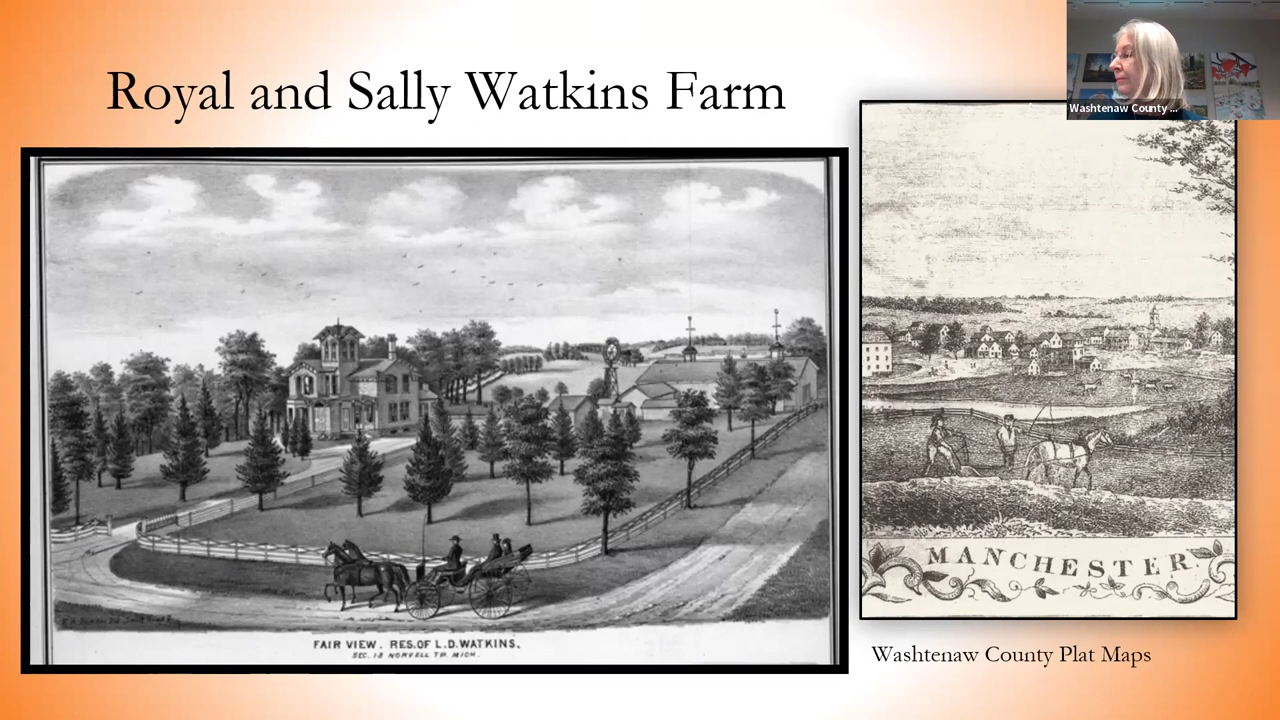 Royal and Sally Watkins Farm
Washtenaw County ...
FAIR VIEW. RES. OF L.D. WATKINS,
SEC. 13 NORVELL TP. MICH.
MANCHESTER.
Washtenaw County Plat Maps